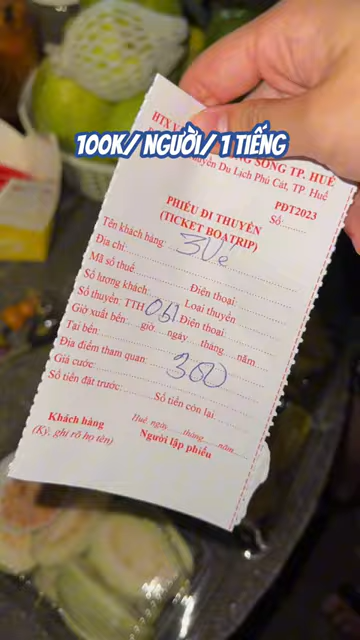 100K/ NGƯỜI/ 1 TIẾNG
HTX V SÔNG TP. HUẾ
Du Lịch Phú Cát, TP. Huế
PĐT2023
PHIẾU ĐI THUYỀN Số:
(TICKET BOATRIP)
Tên khách hàng: 3 Vé
Địa chỉ:
Mã số thuế Điện thoại:
Số lượng khách: Loại thuyền:
Số thuyền: TTH 061 Điện thoại:
Giờ xuất bến: giờ ngày tháng năm
Tại bến:
Địa điểm tham quan:
Giá cước: 300
Số tiền đặt trước: Số tiền còn lại
Huế ngày tháng năm
Khách hàng Người lập phiếu
(Ký, ghi rõ họ tên)